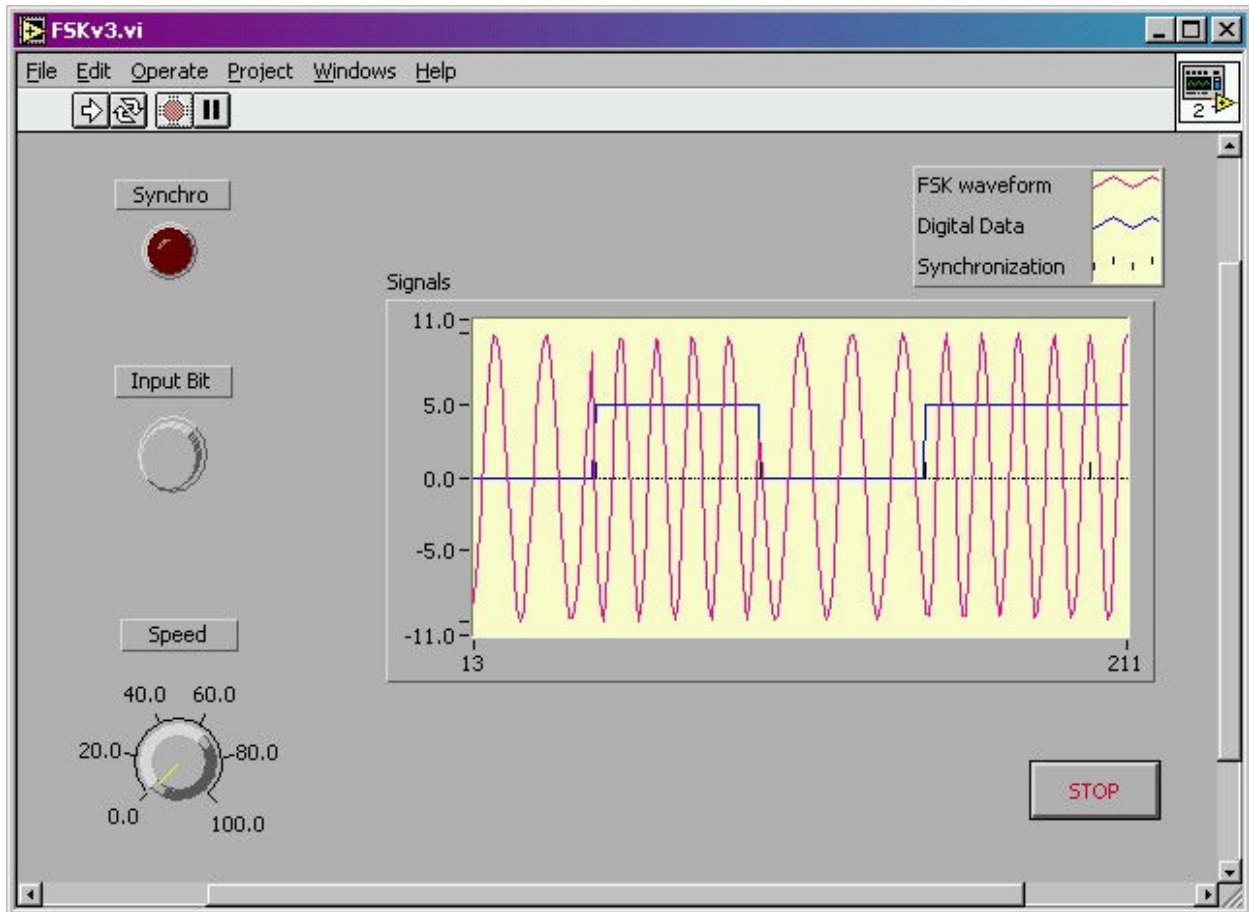 FSKv3.vi
File Edit Operate Project Windows Help
2
Synchro
FSK waveform
Digital Data
Synchronization
Signals
Input Bit
11.0
5.0
0.0
-5.0
-11.0
13 211
Speed
40.0 60.0
20.0 80.0
0.0 100.0
STOP